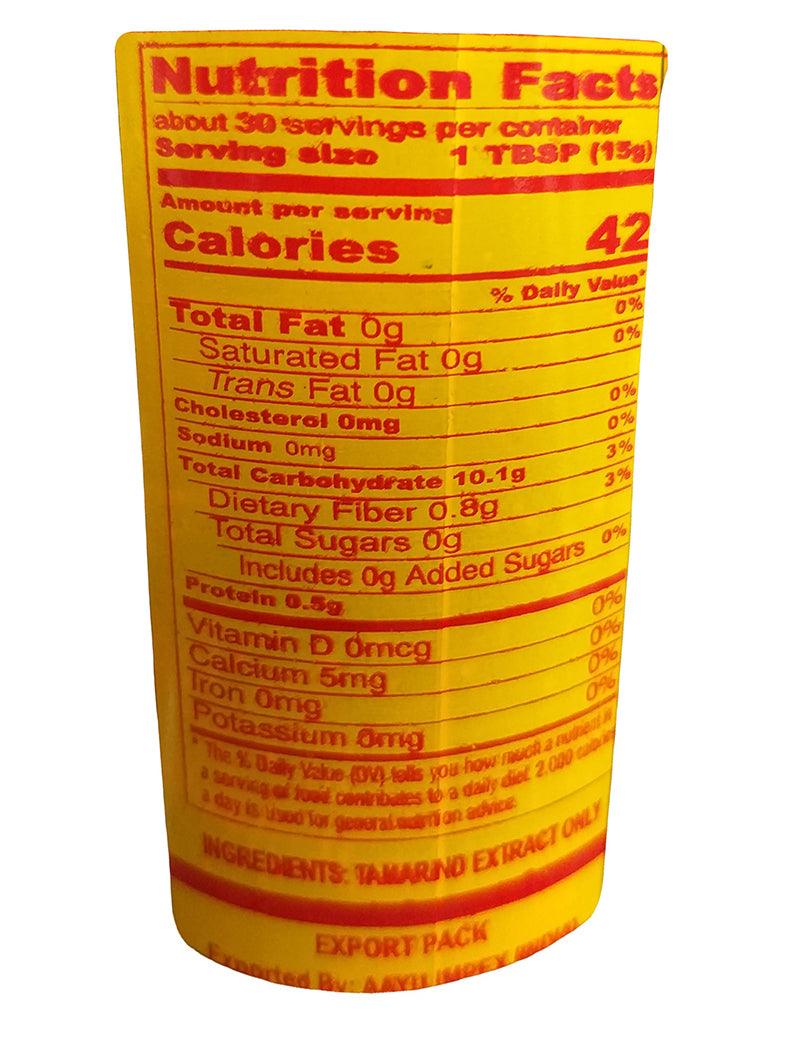 Nutrition Facts
about 30 servings per container
Serving size 1 TBSP (15g)
Amount per serving
Calories 42
% Daily Value*
Total Fat 0g 0%
Saturated Fat 0g 0%
Trans Fat 0g
Cholesterol 0mg 0%
Sodium 0mg 0%
Total Carbohydrate 10.1g 3%
Dietary Fiber 0.8g 3%
Total Sugars 0g
Includes 0g Added Sugars 0%
Protein 0.5g
Vitamin D 0mcg 0%
Calcium 5mg 0%
Iron 0mg 0%
Potassium 0mg 0%
* The % Daily Value (DV) tells you how much a nutrient in
a serving of food contributes to a daily diet. 2,000 calories
a day is used for general nutrition advice.
INGREDIENTS: TAMARIND EXTRACT ONLY
EXPORT PACK
Exported By: AAYU IMPEX